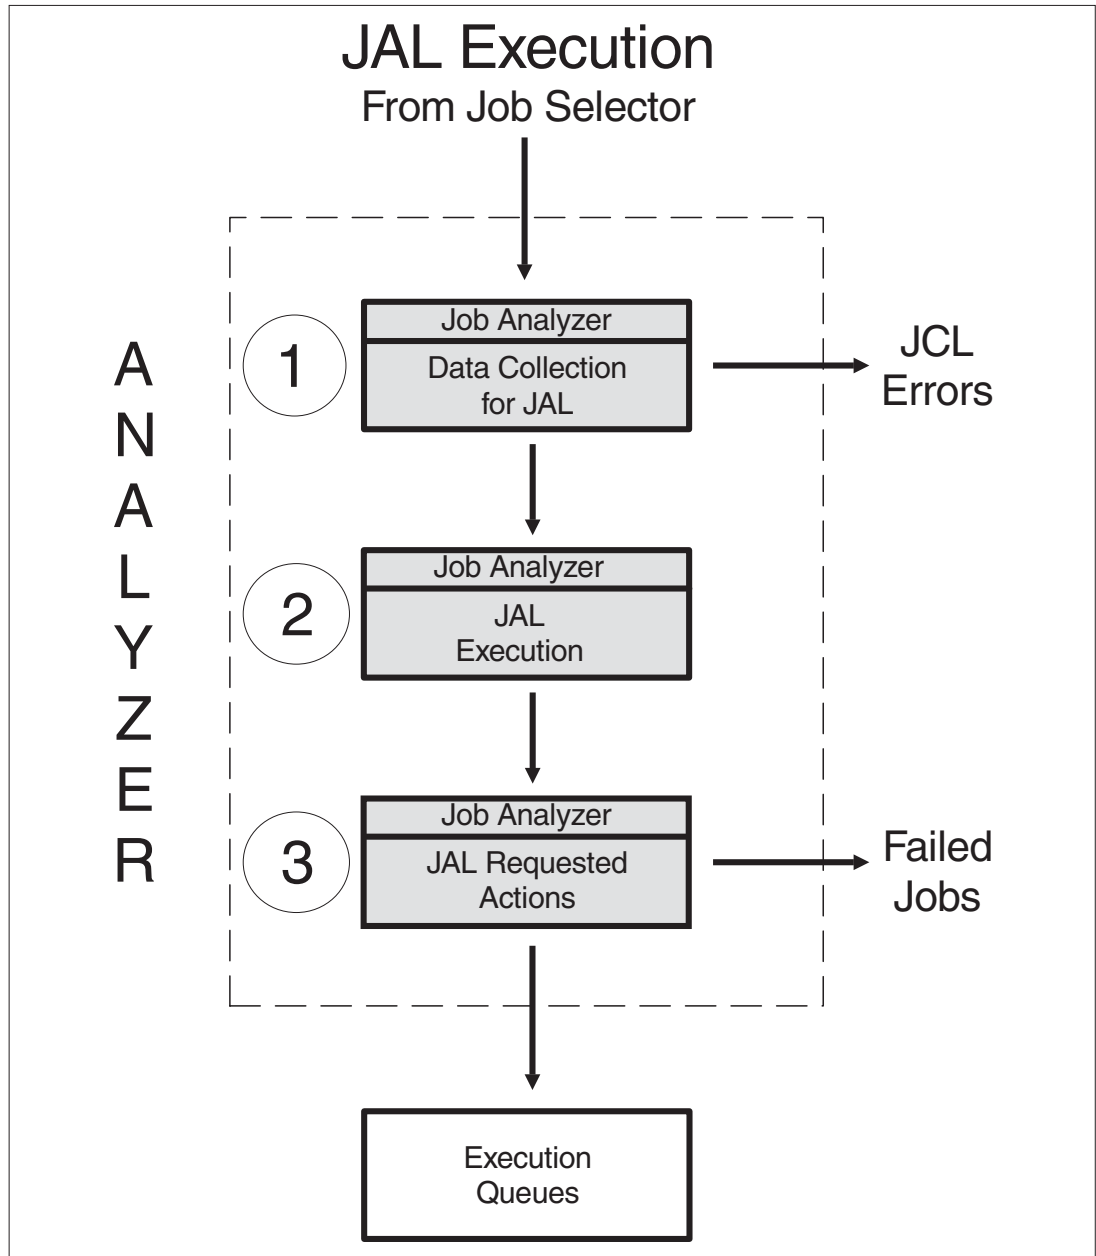 JAL Execution
From Job Selector
ANALYZER
1
Job Analyzer
Data Collection
for JAL
JCL
Errors
2
Job Analyzer
JAL
Execution
3
Job Analyzer
JAL Requested
Actions
Failed
Jobs
Execution
Queues